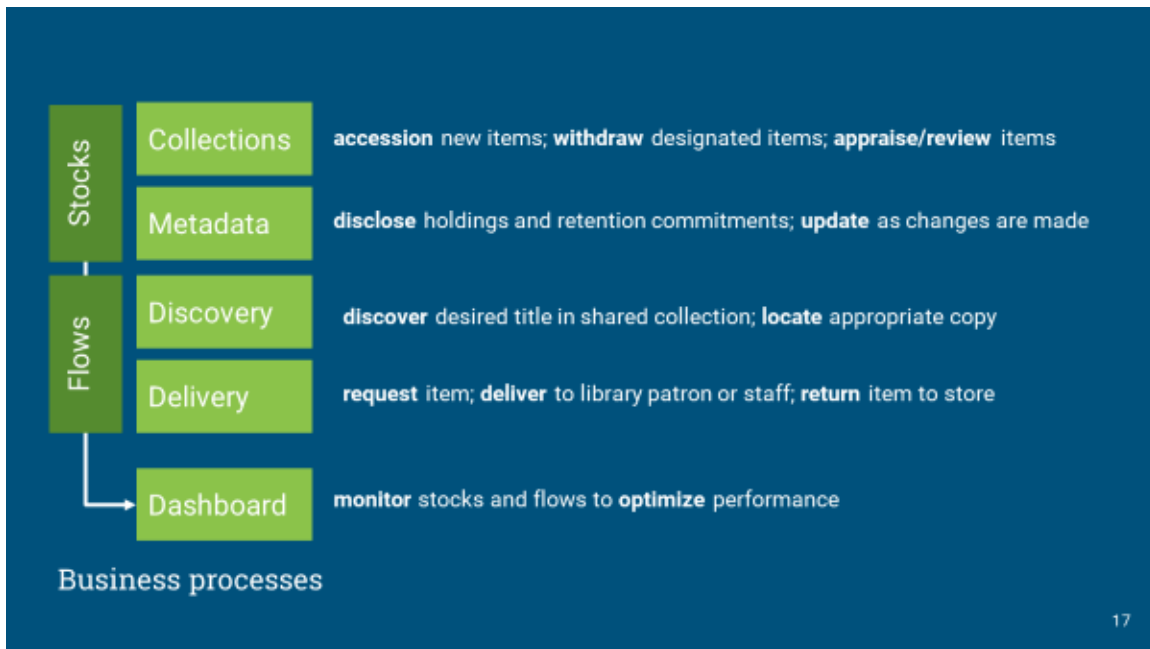 Stocks
Collections
accession new items; withdraw designated items; appraise/review items
Metadata
disclose holdings and retention commitments; update as changes are made
Flows
Discovery
discover desired title in shared collection; locate appropriate copy
Delivery
request item; deliver to library patron or staff; return item to store
Dashboard
monitor stocks and flows to optimize performance
Business processes
17